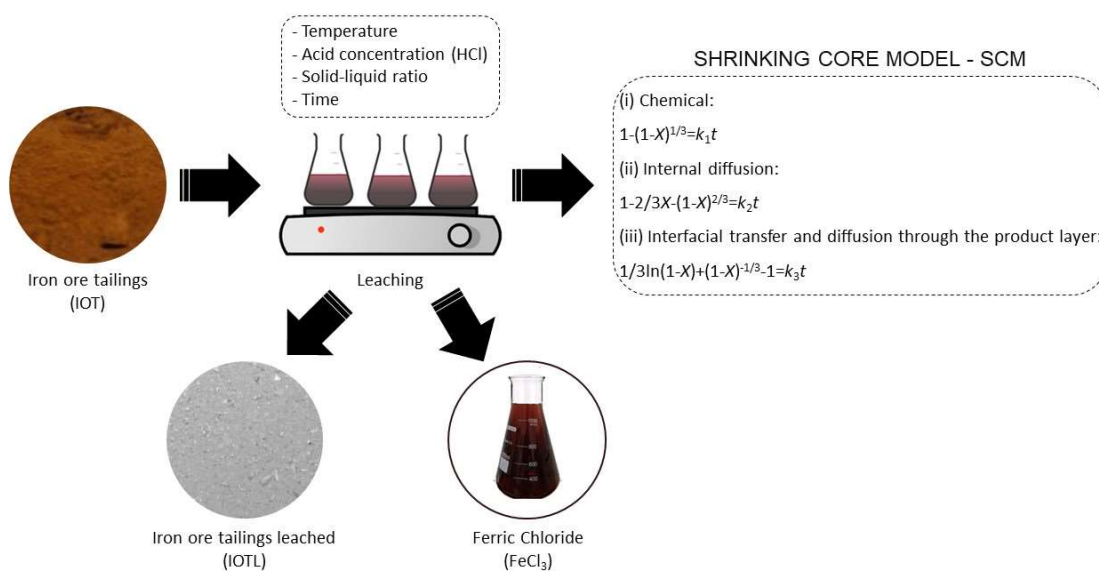 - Temperature
- Acid concentration (HCl)
- Solid-liquid ratio
- Time
SHRINKING CORE MODEL - SCM
(i) Chemical:
1-(1-X)^{1/3}=k₁t
(ii) Internal diffusion:
1-2/3X-(1-X)^{2/3}=k₂t
(iii) Interfacial transfer and diffusion through the product layer:
1/3ln(1-X)+(1-X)^{-1/3}-1=k₃t
Iron ore tailings
(IOT)
Leaching
Iron ore tailings leached
(IOTL)
Ferric Chloride
(FeCl₃)